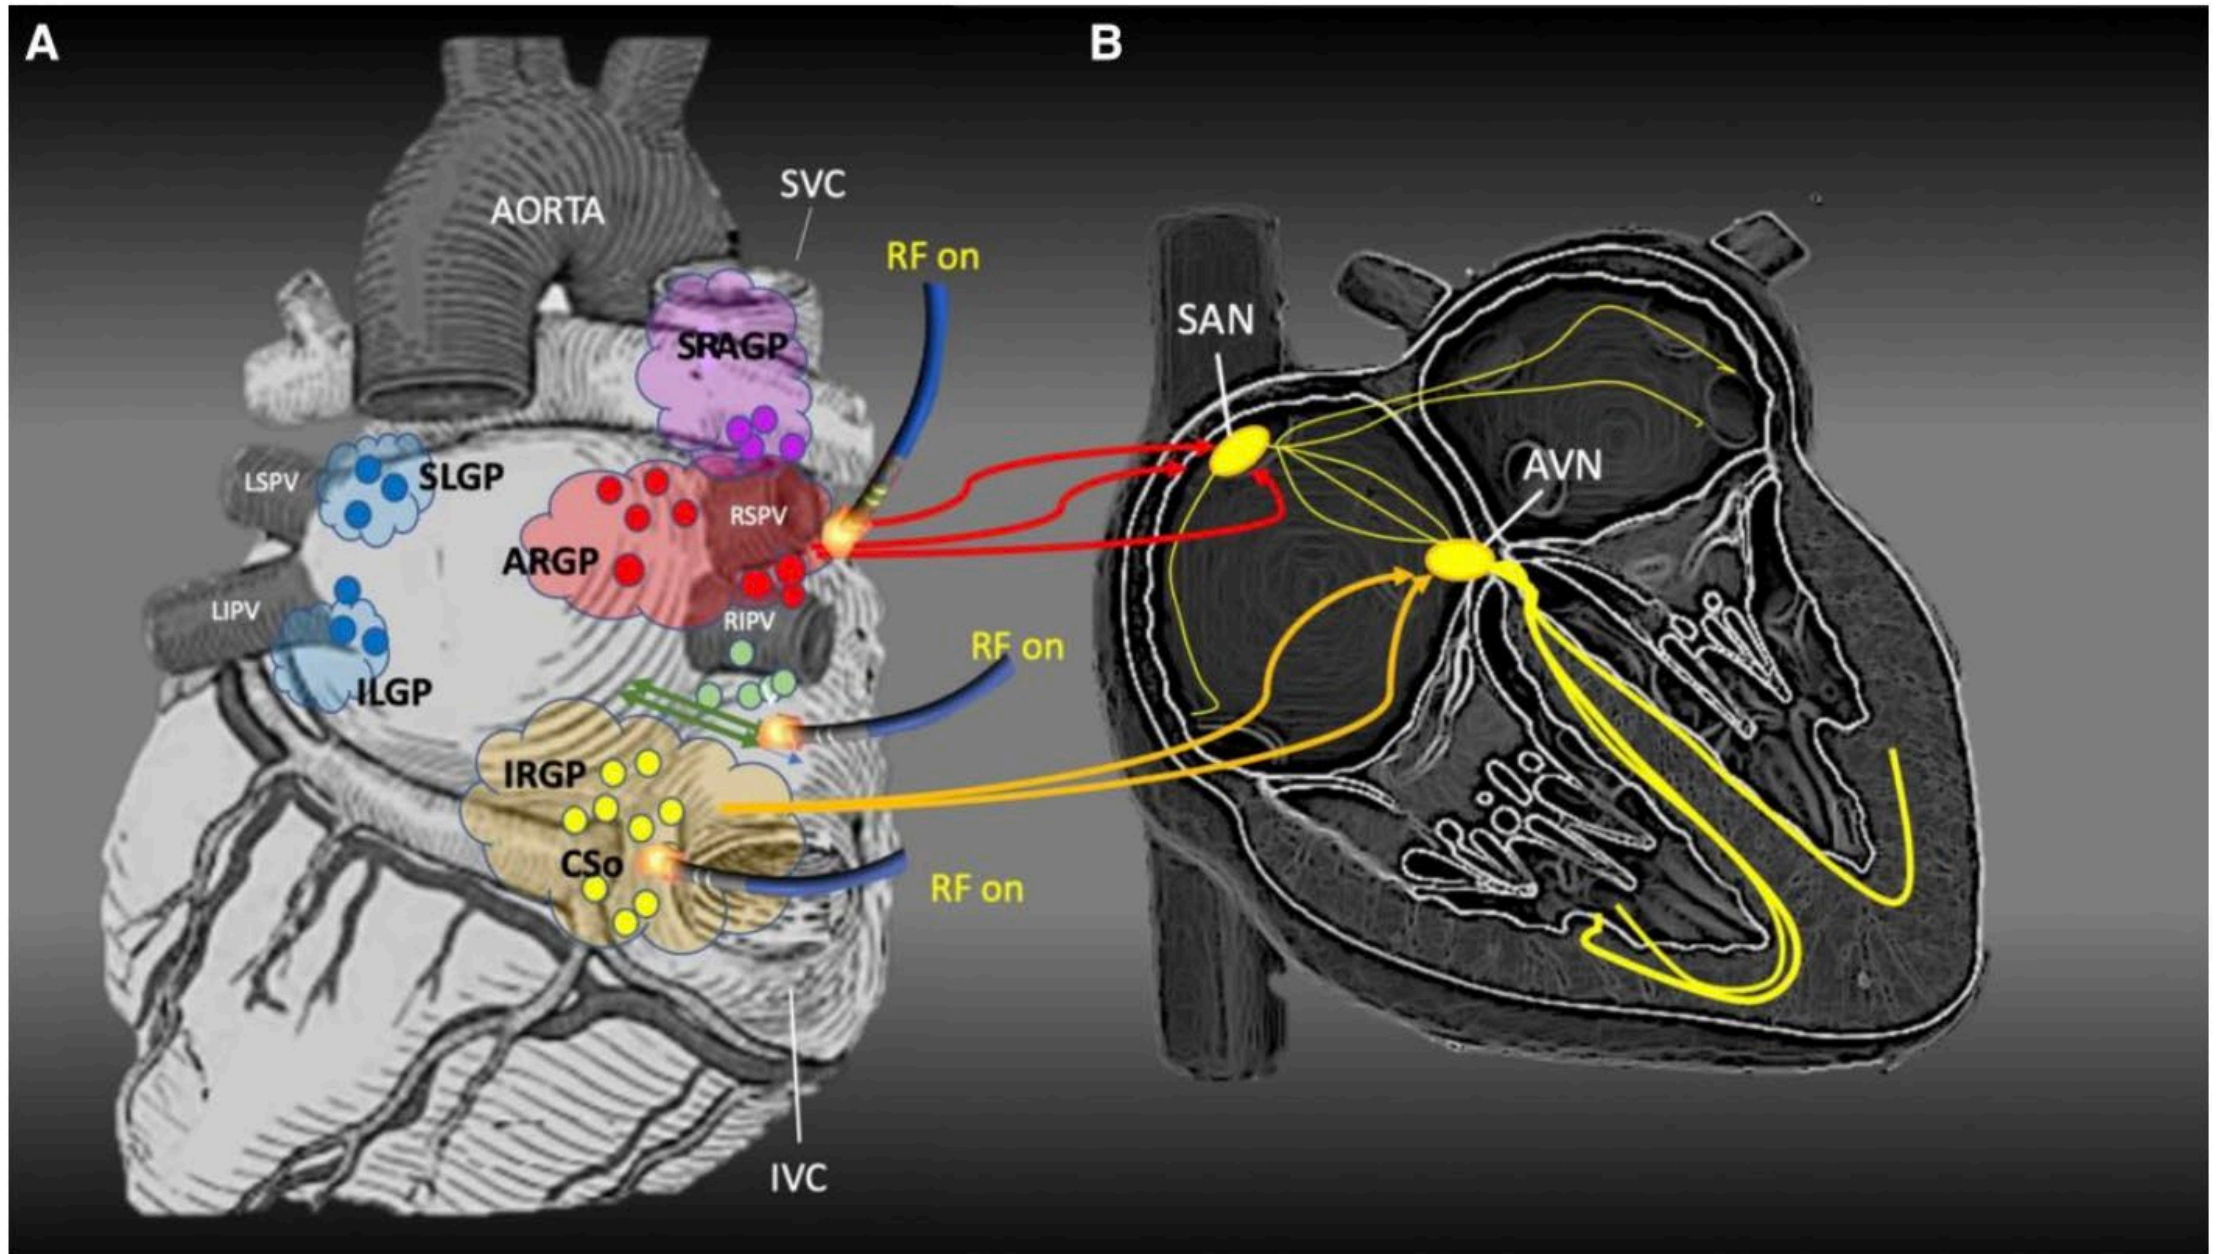 A
B
AORTA
SVC
RF on
SRAGP
SAN
LSPV
SLGP
RSPV
AVN
ARGP
LIPV
RIPV
RF on
ILGP
IRGP
CSo
RF on
IVC